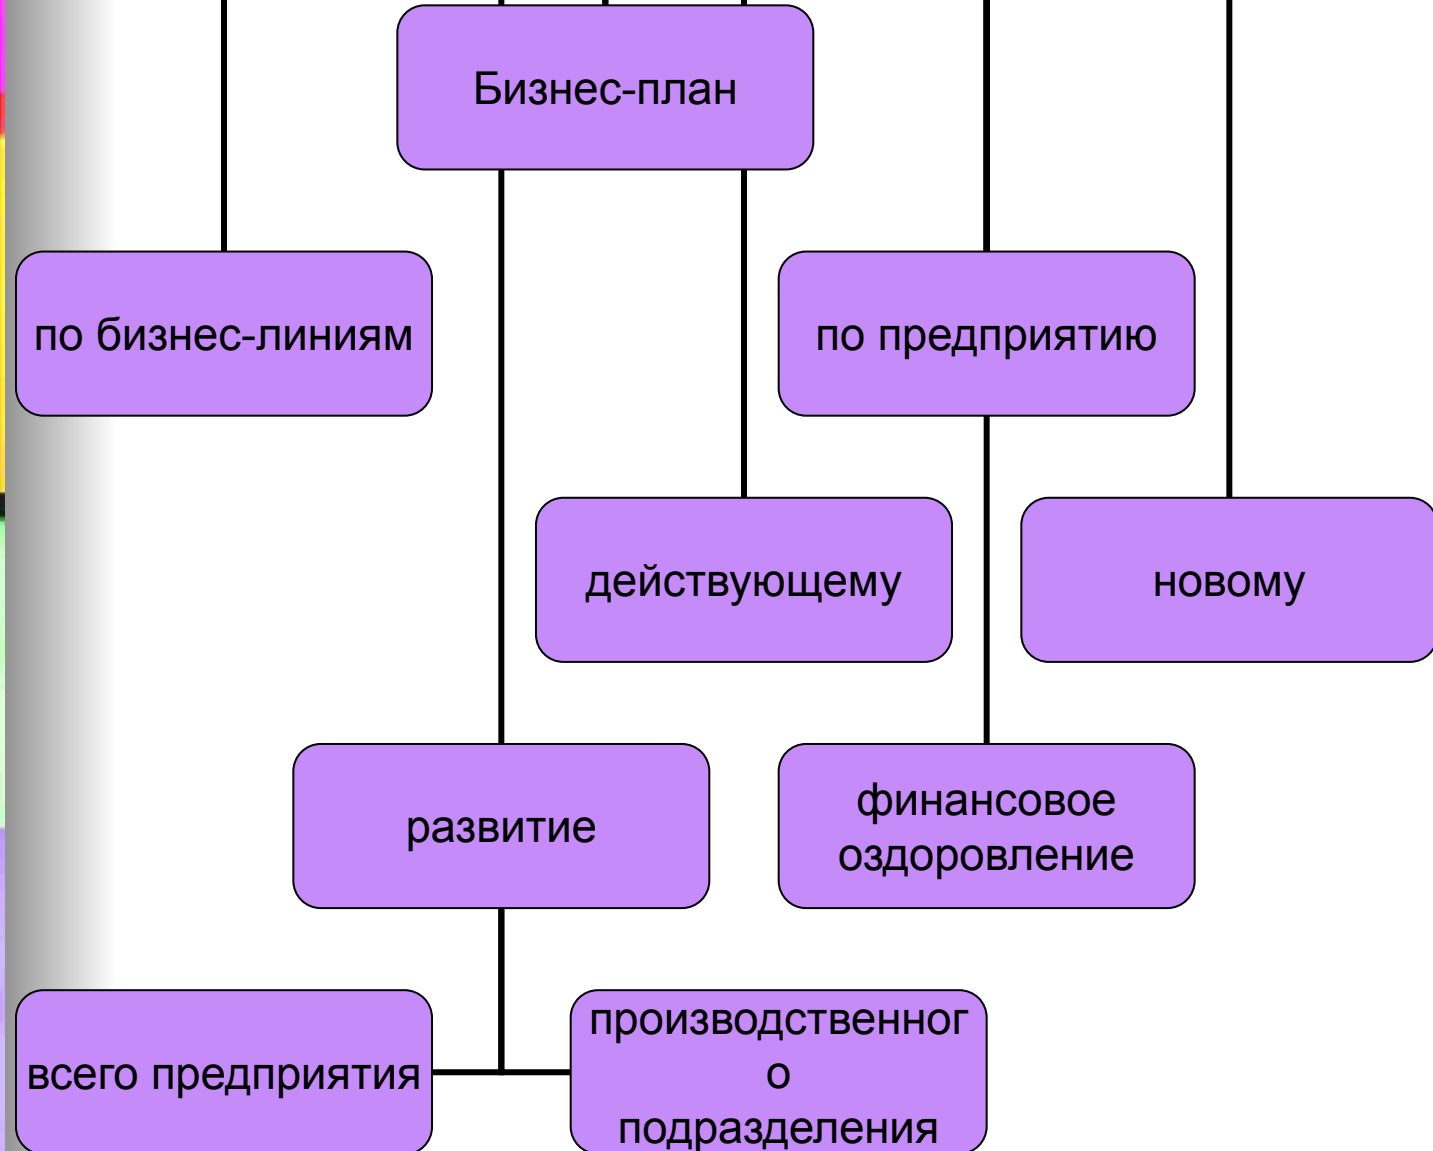 Бизнес-план
по бизнес-линиям
по предприятию
действующему
новому
развитие
финансовое
оздоровление
всего предприятия
производственног
о
подразделения